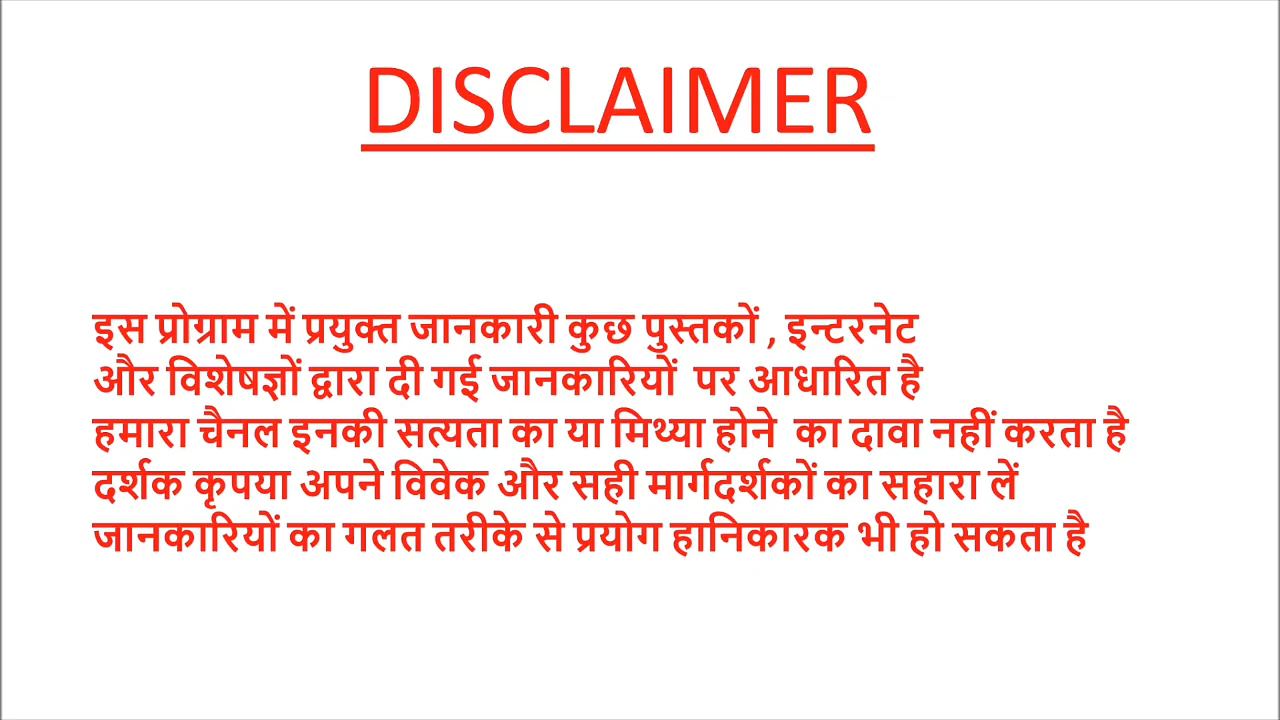 DISCLAIMER
इस प्रोग्राम में प्रयुक्त जानकारी कुछ पुस्तकों , इन्टरनेट
और विशेषज्ञों द्वारा दी गई जानकारियों पर आधारित है
हमारा चैनल इनकी सत्यता का या मिथ्या होने का दावा नहीं करता है
दर्शक कृपया अपने विवेक और सही मार्गदर्शकों का सहारा लें
जानकारियों का गलत तरीके से प्रयोग हानिकारक भी हो सकता है